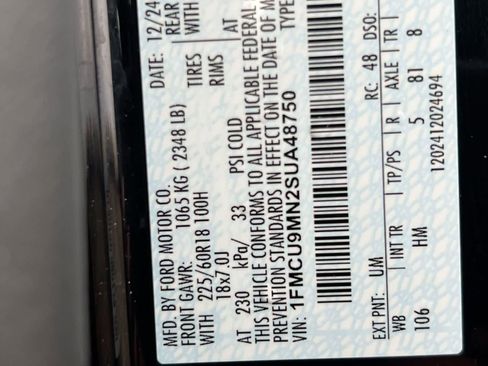 MFD. BY FORD MOTOR CO. DATE: 12/24
FRONT GAWR: 1065 KG ( 2348 LB) REAR
WITH 225/60R18 100H TIRES WITH
18x7.0J RIMS
AT 230 kPa/ 33 PSI COLD AT
THIS VEHICLE CONFORMS TO ALL APPLICABLE FEDERAL
PREVENTION STANDARDS IN EFFECT ON THE DATE OF M
VIN: 1FMCU9MN2SUA48750 TYPE
EXT PNT: UM RC: 48 DSO:
WB INT TR TP/PS R AXLE TR
106 HM 5 81 8
1202412024694